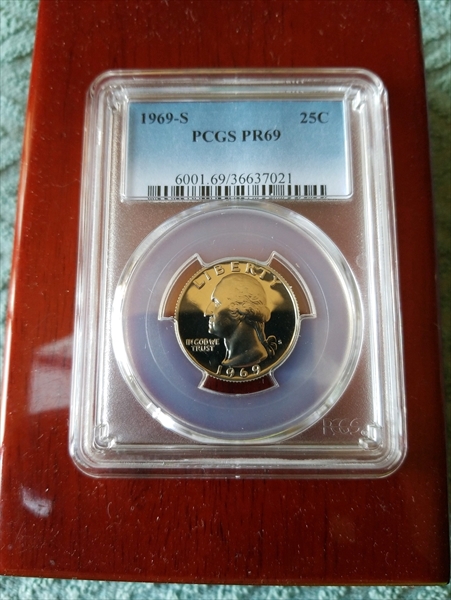 1969-S 25C
PCGS PR69
6001.69/36637021
LIBERTY
IN GOD WE
TRUST
S
1969
PCGS